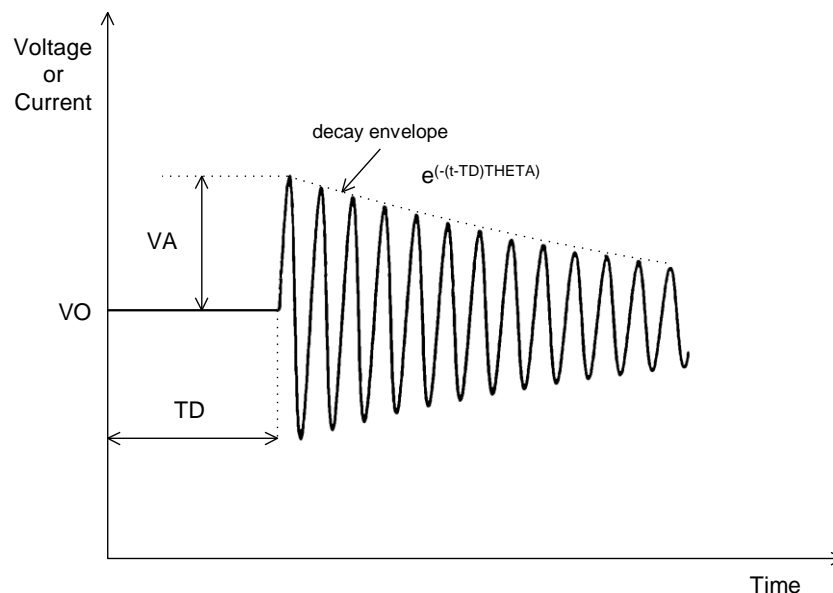 Voltage
or
Current
decay envelope
e(-(t-TD)THETA)
VA
VO
TD
Time